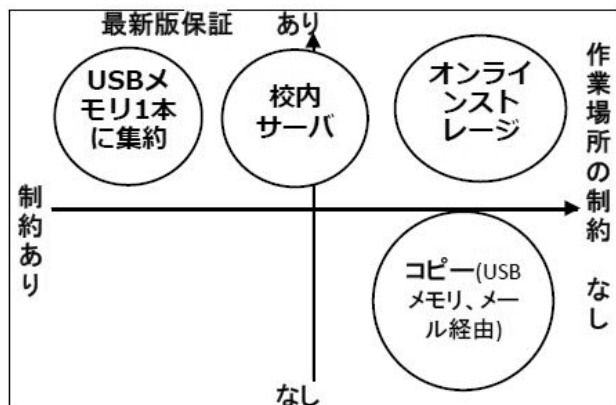 最新版保証 あり
USBメ
モリ1本
に集約
校内
サーバ
オンライ
ンスト
レージ
作業場所の制約 なし
制約あり
コピー(USB
メモリ、メー
ル経由)
なし